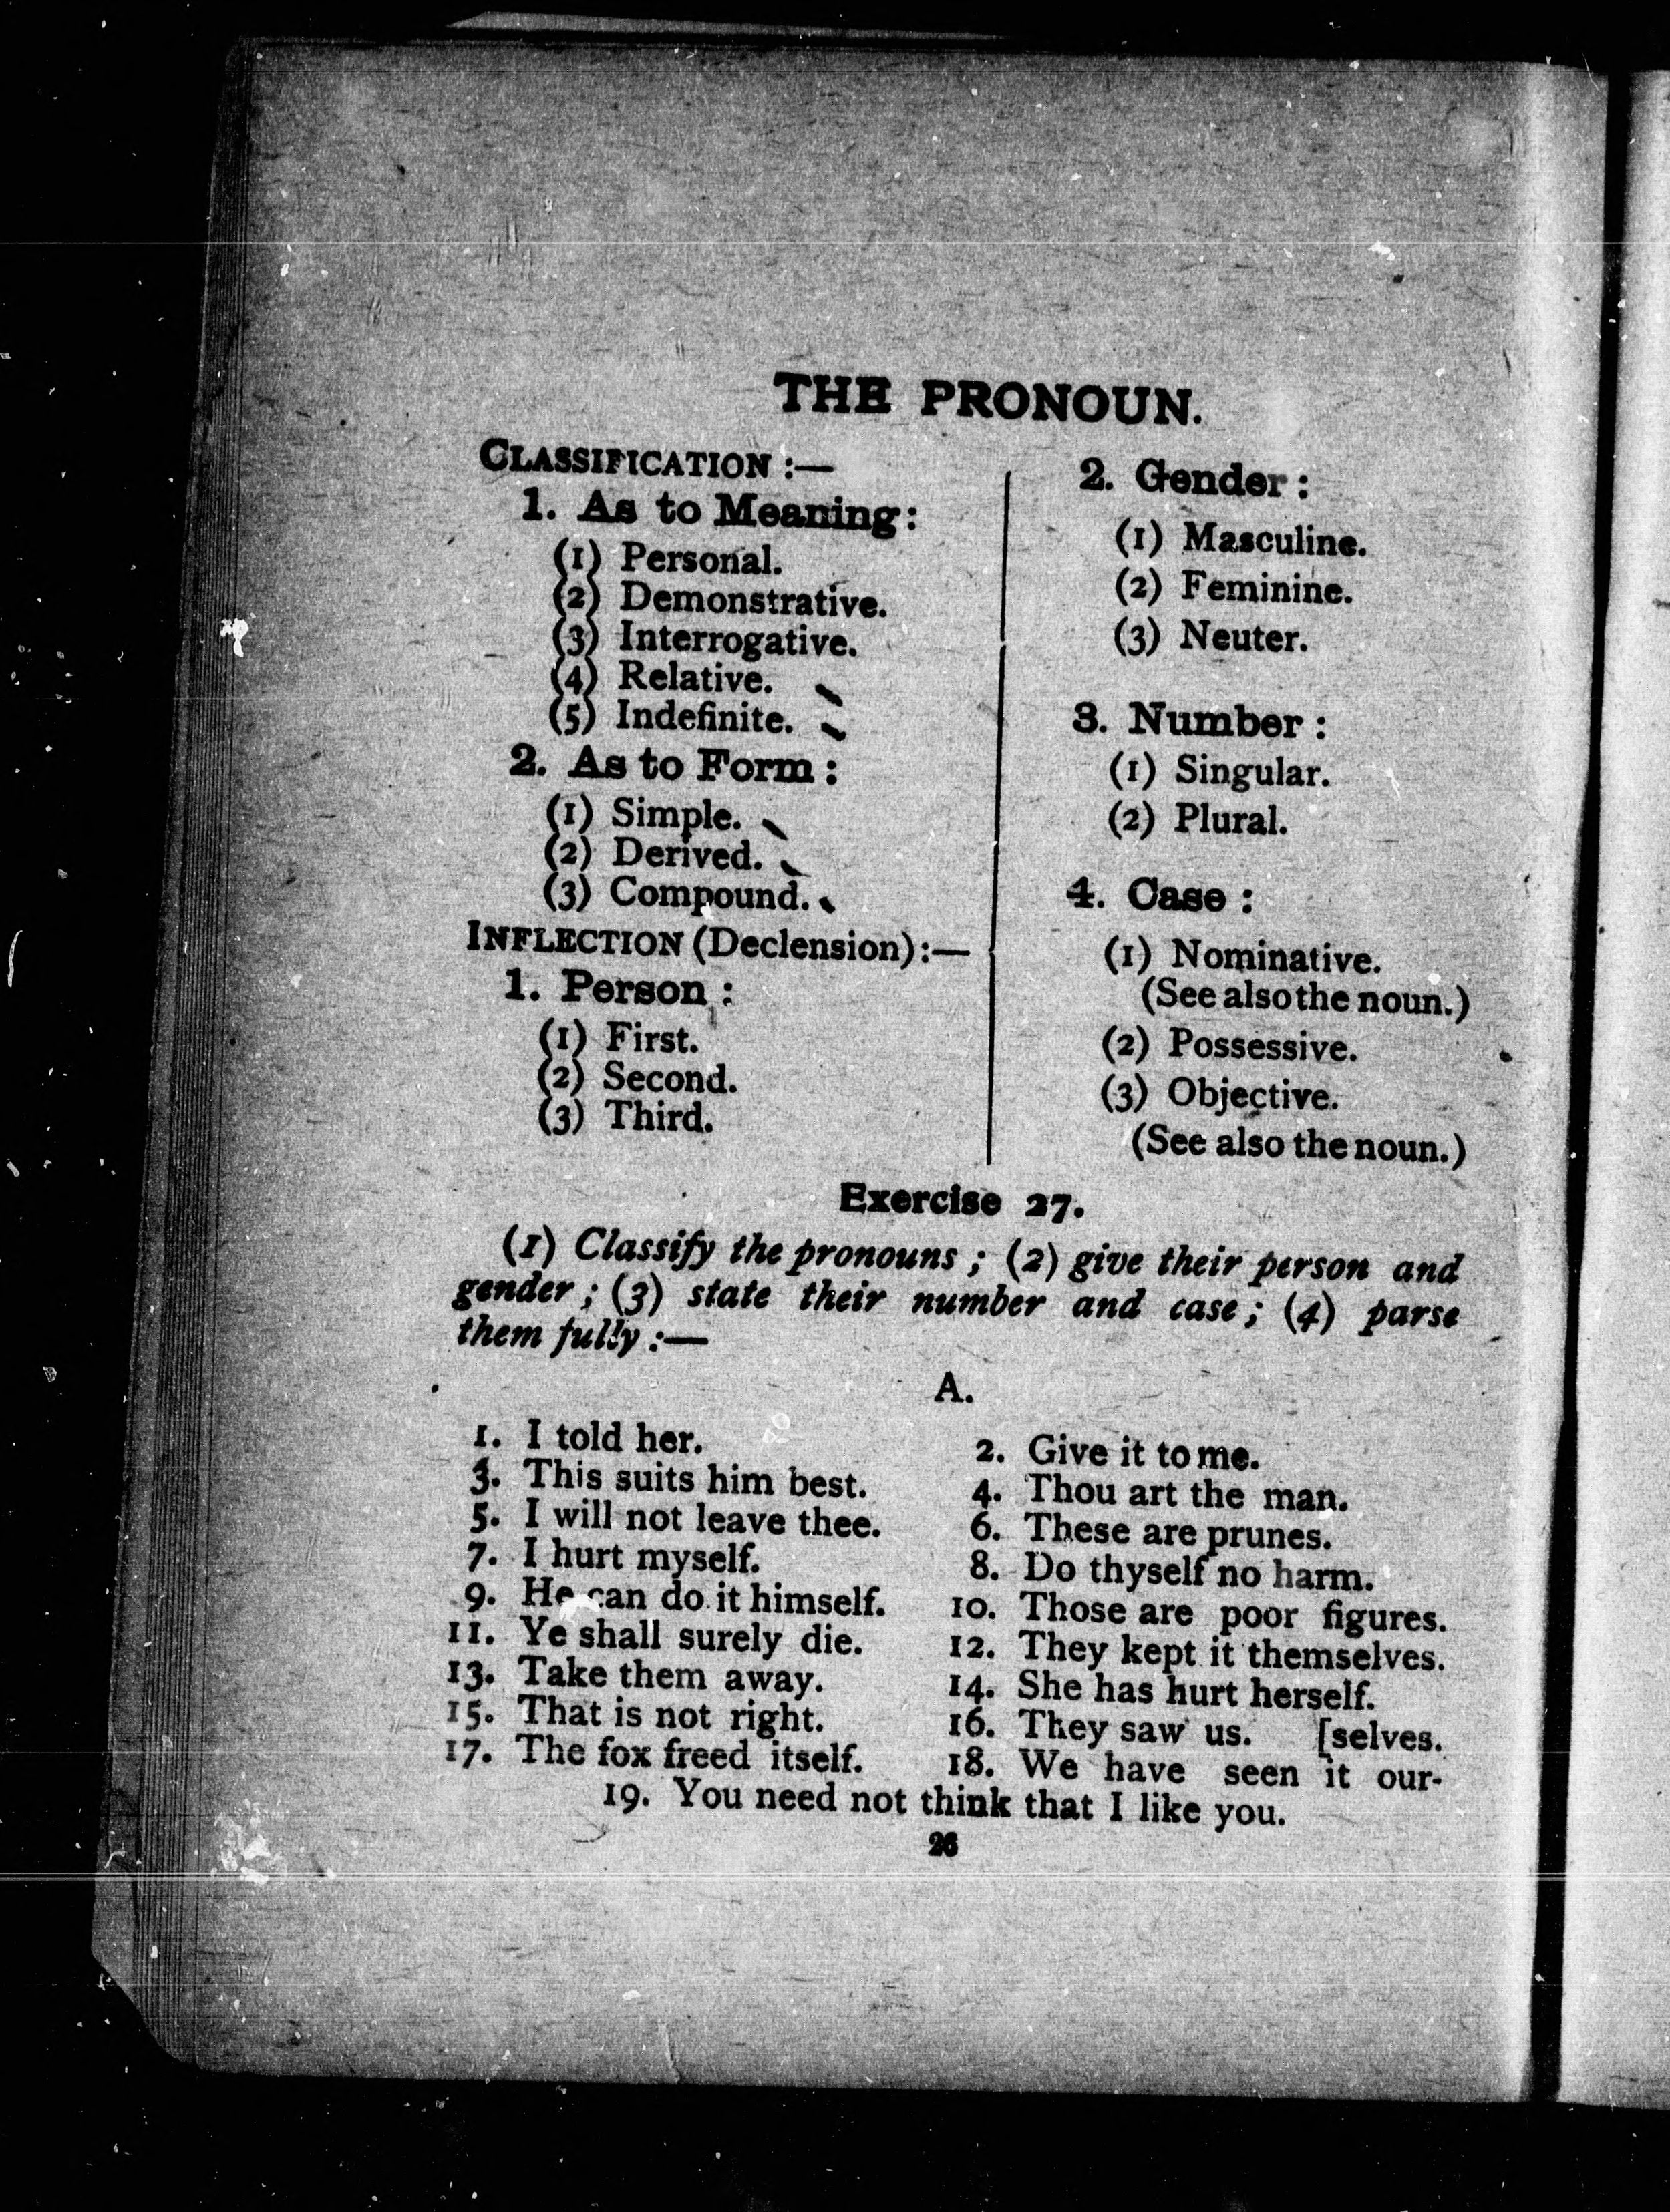 THE PRONOUN.
CLASSIFICATION :—
1. As to Meaning:
(1) Personal.
(2) Demonstrative.
(3) Interrogative.
(4) Relative.
(5) Indefinite.
2. As to Form :
(1) Simple.
(2) Derived.
(3) Compound.
INFLECTION (Declension):—
1. Person :
(1) First.
(2) Second.
(3) Third.
2. Gender :
(1) Masculine.
(2) Feminine.
(3) Neuter.
3. Number :
(1) Singular.
(2) Plural.
4. Case :
(1) Nominative.
(See also the noun.)
(2) Possessive.
(3) Objective.
(See also the noun.)
Exercise 27.
(1) Classify the pronouns ; (2) give their person and
gender ; (3) state their number and case ; (4) parse
them fully :—
A.
1. I told her. 2. Give it to me.
3. This suits him best. 4. Thou art the man.
5. I will not leave thee. 6. These are prunes.
7. I hurt myself. 8. Do thyself no harm.
9. He can do it himself. 10. Those are poor figures.
11. Ye shall surely die. 12. They kept it themselves.
13. Take them away. 14. She has hurt herself.
15. That is not right. 16. They saw us. [selves.
17. The fox freed itself. 18. We have seen it our-
19. You need not think that I like you.
26